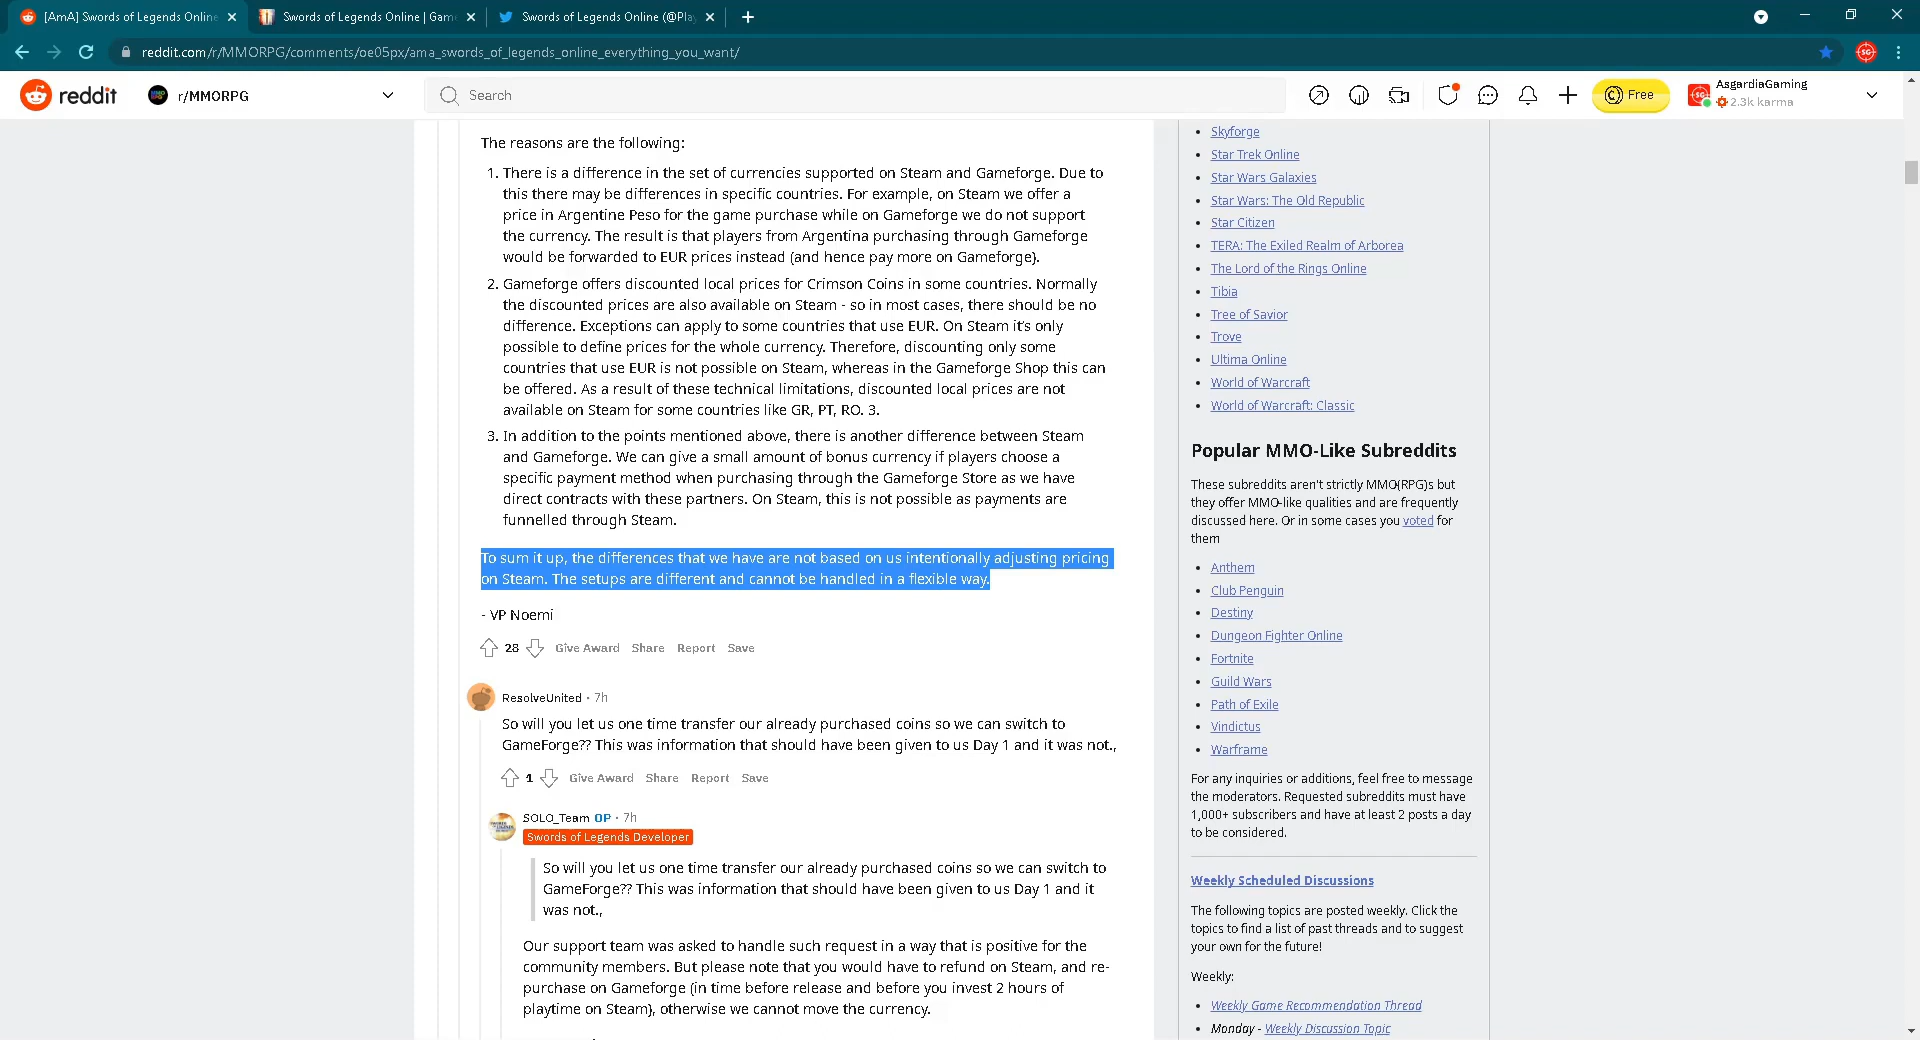 [AmA] Swords of Legends Online
Swords of Legends Online | Gam
Swords of Legends Online (@Pla
reddit.com/r/MMORPG/comments/oe05px/ama_swords_of_legends_online_everything_you_want/
reddit
r/MMORPG
Search
Free
AsgardiaGaming
2.3k karma
The reasons are the following:
1. There is a difference in the set of currencies supported on Steam and Gameforge. Due to
this there may be differences in specific countries. For example, on Steam we offer a
price in Argentine Peso for the game purchase while on Gameforge we do not support
the currency. The result is that players from Argentina purchasing through Gameforge
would be forwarded to EUR prices instead (and hence pay more on Gameforge).
2. Gameforge offers discounted local prices for Crimson Coins in some countries. Normally
the discounted prices are also available on Steam - so in most cases, there should be no
difference. Exceptions can apply to some countries that use EUR. On Steam it's only
possible to define prices for the whole currency. Therefore, discounting only some
countries that use EUR is not possible on Steam, whereas in the Gameforge Shop this can
be offered. As a result of these technical limitations, discounted local prices are not
available on Steam for some countries like GR, PT, RO. 3.
3. In addition to the points mentioned above, there is another difference between Steam
and Gameforge. We can give a small amount of bonus currency if players choose a
specific payment method when purchasing through the Gameforge Store as we have
direct contracts with these partners. On Steam, this is not possible as payments are
funnelled through Steam.
To sum it up, the differences that we have are not based on us intentionally adjusting pricing
on Steam. The setups are different and cannot be handled in a flexible way.
- VP Noemi
28 Give Award Share Report Save
ResolveUnited · 7h
So will you let us one time transfer our already purchased coins so we can switch to
GameForge?? This was information that should have been given to us Day 1 and it was not.,
1 Give Award Share Report Save
SOLO_Team OP · 7h
Swords of Legends Developer
So will you let us one time transfer our already purchased coins so we can switch to
GameForge?? This was information that should have been given to us Day 1 and it
was not.,
Our support team was asked to handle such request in a way that is positive for the
community members. But please note that you would have to refund on Steam, and re-
purchase on Gameforge (in time before release and before you invest 2 hours of
playtime on Steam), otherwise we cannot move the currency.
• Skyforge
• Star Trek Online
• Star Wars Galaxies
• Star Wars: The Old Republic
• Star Citizen
• TERA: The Exiled Realm of Arborea
• The Lord of the Rings Online
• Tibia
• Tree of Savior
• Trove
• Ultima Online
• World of Warcraft
• World of Warcraft: Classic
Popular MMO-Like Subreddits
These subreddits aren't strictly MMO(RPG)s but
they offer MMO-like qualities and are frequently
discussed here. Or in some cases you voted for
them
• Anthem
• Club Penguin
• Destiny
• Dungeon Fighter Online
• Fortnite
• Guild Wars
• Path of Exile
• Vindictus
• Warframe
For any inquiries or additions, feel free to message
the moderators. Requested subreddits must have
1,000+ subscribers and have at least 2 posts a day
to be considered.
Weekly Scheduled Discussions
The following topics are posted weekly. Click the
topics to find a list of past threads and to suggest
your own for the future!
Weekly:
• Weekly Game Recommendation Thread
• Monday - Weekly Discussion Topic